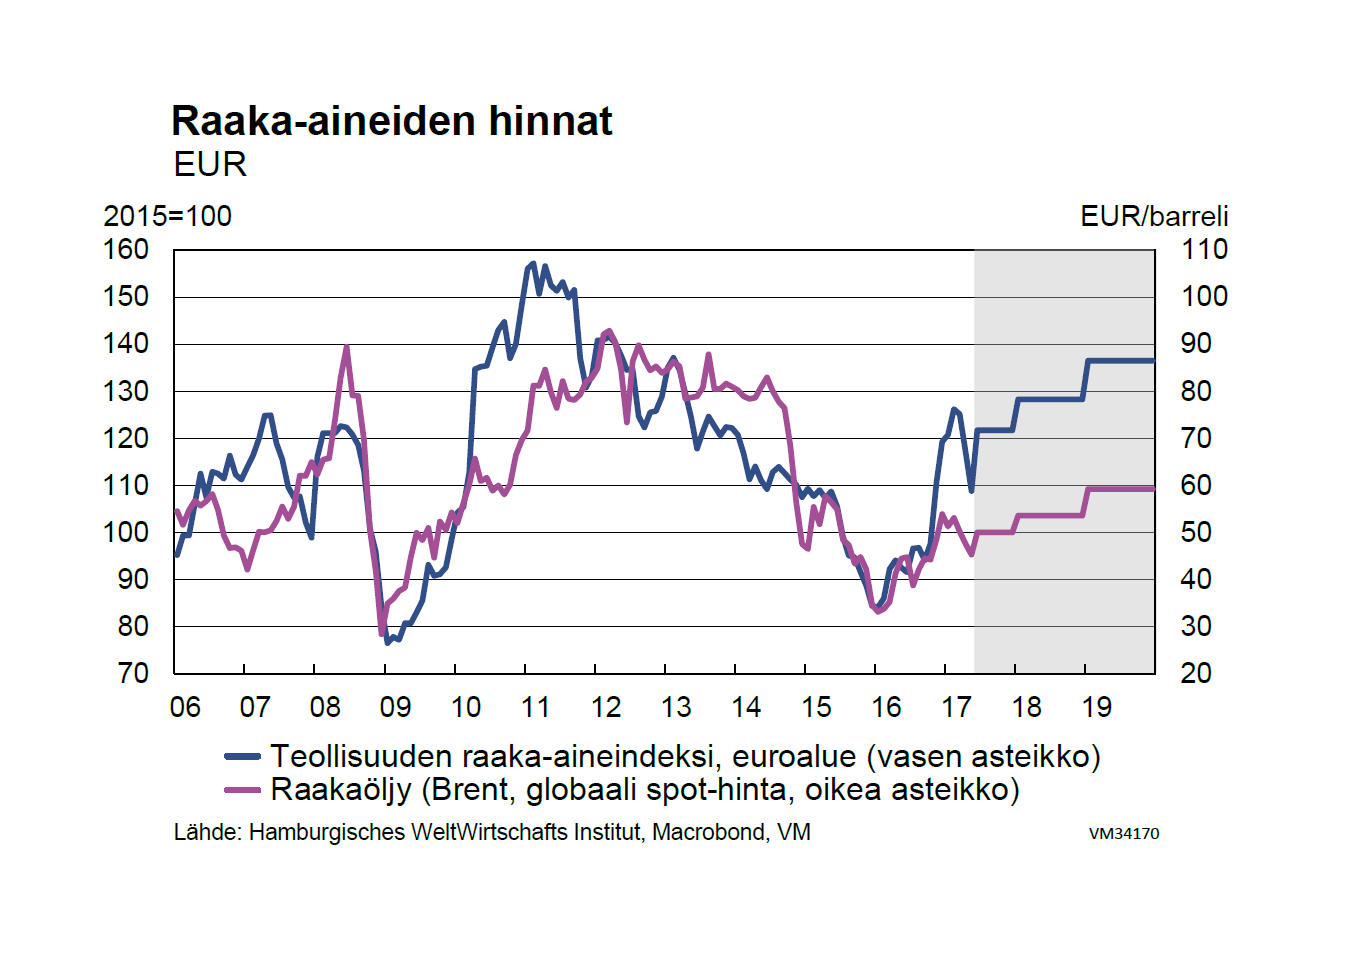 Raaka-aineiden hinnat
EUR
2015=100 EUR/barreli
160 110
150 100
140 90
130 80
120 70
110 60
100 50
90 40
80 30
70 20
06 07 08 09 10 11 12 13 14 15 16 17 18 19
Teollisuuden raaka-aineindeksi, euroalue (vasen asteikko)
Raakaöljy (Brent, globaali spot-hinta, oikea asteikko)
Lähde: Hamburgisches WeltWirtschafts Institut, Macrobond, VM VM34170